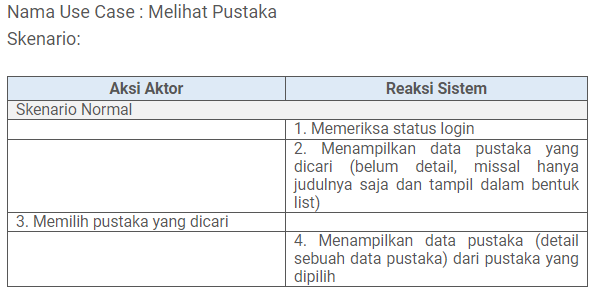 Nama Use Case : Melihat Pustaka
Skenario:
Aksi Aktor
Reaksi Sistem
Skenario Normal
1. Memeriksa status login
2. Menampilkan data pustaka yang
dicari (belum detail, missal hanya
judulnya saja dan tampil dalam bentuk
list)
3. Memilih pustaka yang dicari
4. Menampilkan data pustaka (detail
sebuah data pustaka) dari pustaka yang
dipilih